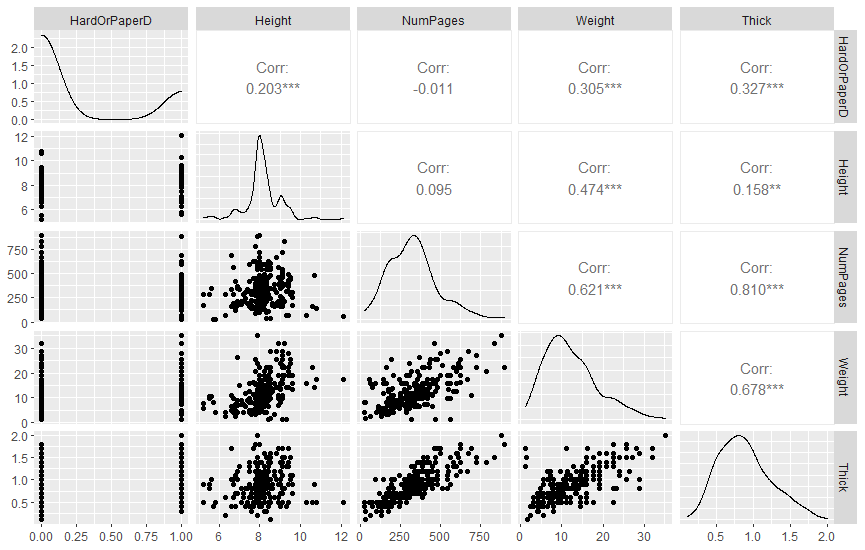 HardOrPaperD Height NumPages Weight Thick
2.0
1.5
1.0
0.5
0.0
Corr:
0.203***
Corr:
-0.011
Corr:
0.305***
Corr:
0.327***
HardOrPaperD
12
10
8
6
Corr:
0.095
Corr:
0.474***
Corr:
0.158**
Height
750
500
250
0
Corr:
0.621***
Corr:
0.810***
NumPages
30
20
10
0
Corr:
0.678***
Weight
2.0
1.5
1.0
0.5
Thick
0.00 0.25 0.50 0.75 1.00 6 8 10 12 0 250 500 750 0 10 20 30 0.5 1.0 1.5 2.0